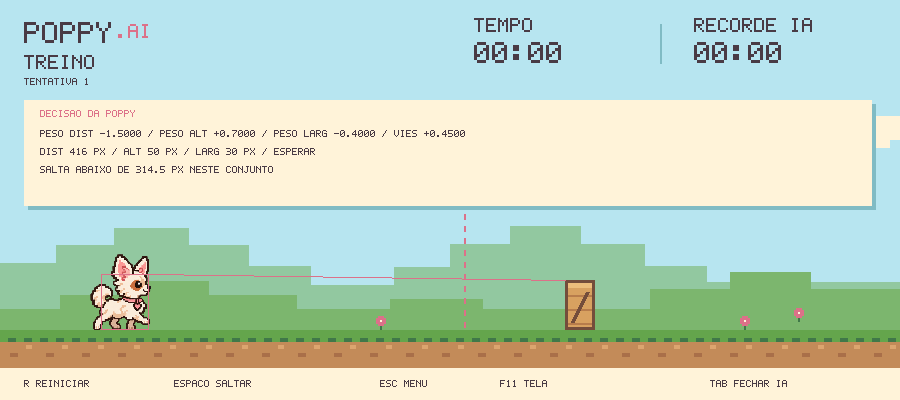 POPPY.AI
TREINO
TENTATIVA 1
TEMPO
00:00
RECORDE IA
00:00
DECISAO DA POPPY
PESO DIST -1.5000 / PESO ALT +0.7000 / PESO LARG -0.4000 / VIES +0.4500
DIST 416 PX / ALT 50 PX / LARG 30 PX / ESPERAR
SALTA ABAIXO DE 314.5 PX NESTE CONJUNTO
R REINICIAR
ESPACO SALTAR
ESC MENU
F11 TELA
TAB FECHAR IA